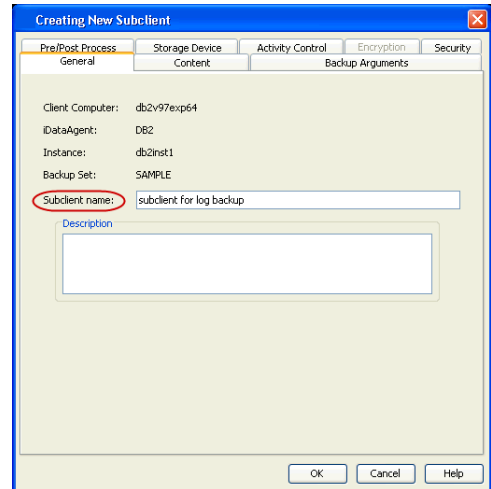 Creating New Subclient
Pre/Post Process Storage Device Activity Control Encryption Security
General Content Backup Arguments
Client Computer: db2v97exp64
iDataAgent: DB2
Instance: db2inst1
Backup Set: SAMPLE
Subclient name: subclient for log backup
Description
OK Cancel Help